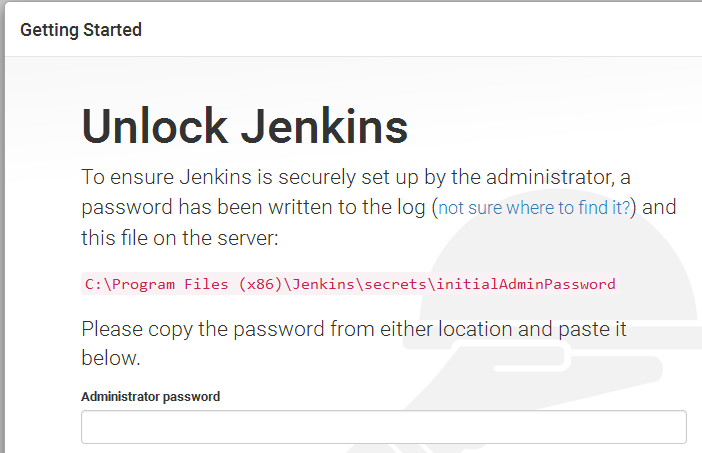 Getting Started
Unlock Jenkins
To ensure Jenkins is securely set up by the administrator, a
password has been written to the log (not sure where to find it?) and
this file on the server:
C:\Program Files (x86)\Jenkins\secrets\initialAdminPassword
Please copy the password from either location and paste it
below.
Administrator password